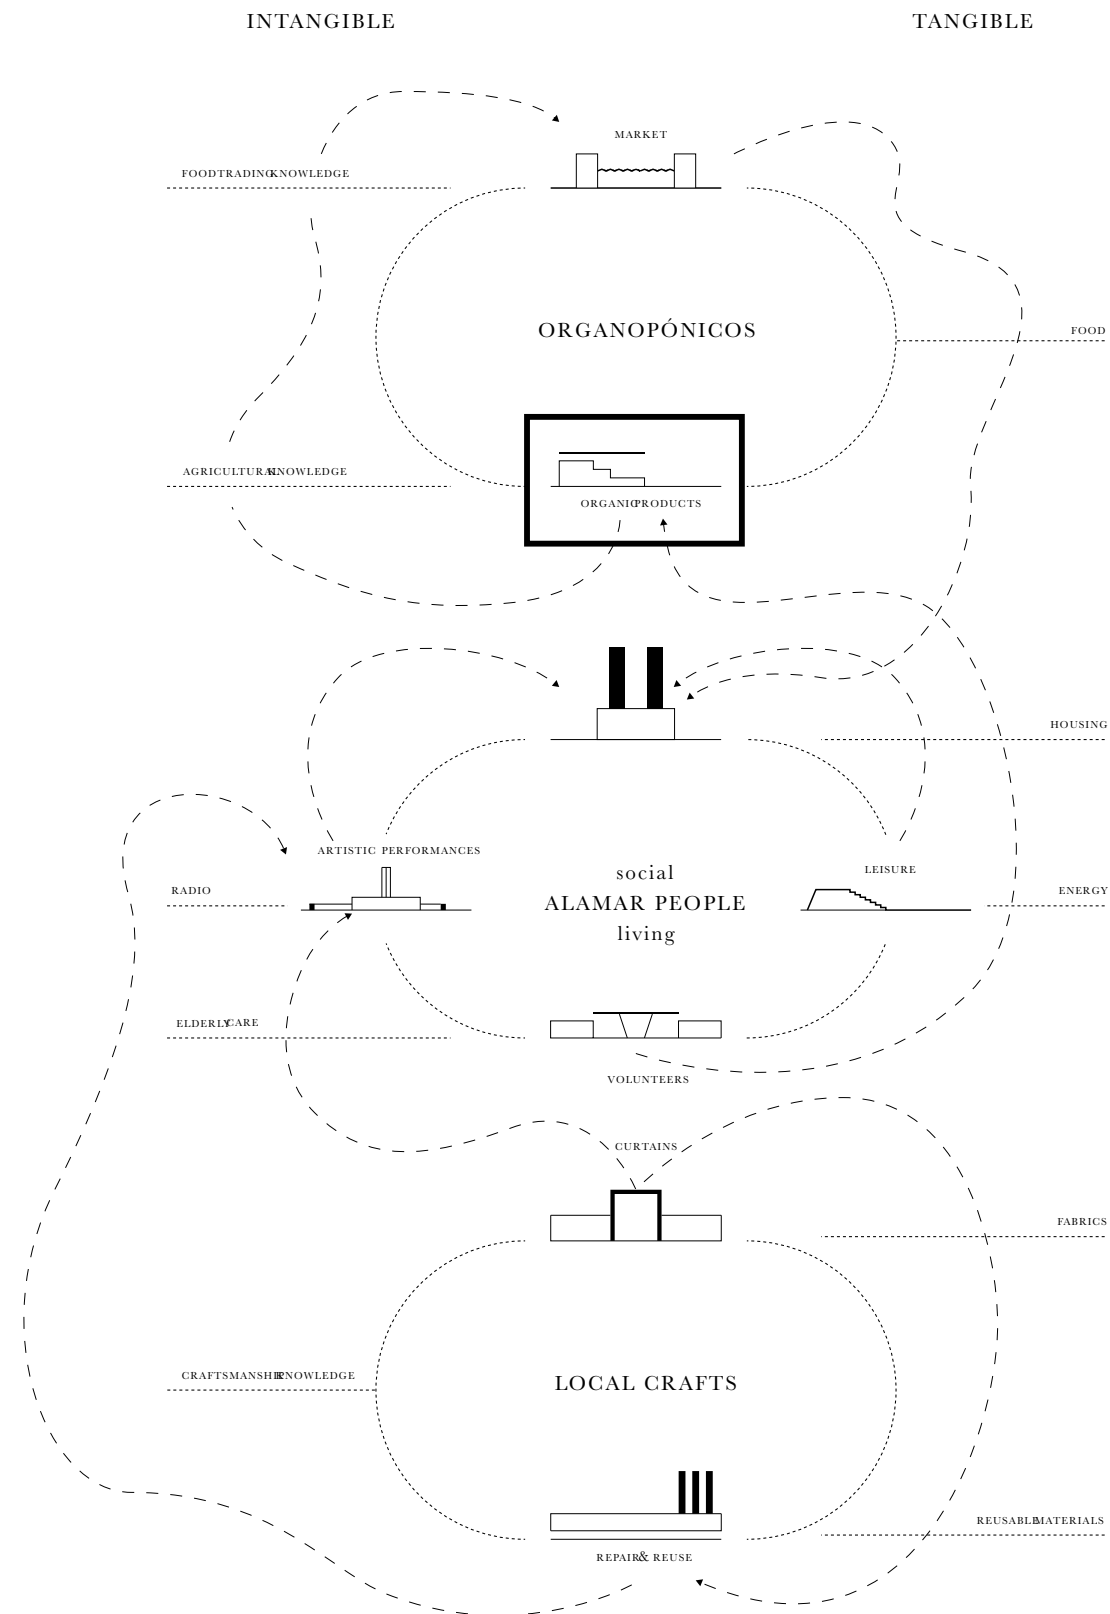 INTANGIBLE
TANGIBLE
MARKET
FOODTRADING KNOWLEDGE
ORGANOPÓNICOS
FOOD
AGRICULTURAL KNOWLEDGE
ORGANIC PRODUCTS
HOUSING
ARTISTIC PERFORMANCES
LEISURE
RADIO
social
ALAMAR PEOPLE
living
ENERGY
ELDERLY CARE
VOLUNTEERS
CURTAINS
FABRICS
CRAFTSMANSHIP KNOWLEDGE
LOCAL CRAFTS
REUSABLE MATERIALS
REPAIR & REUSE